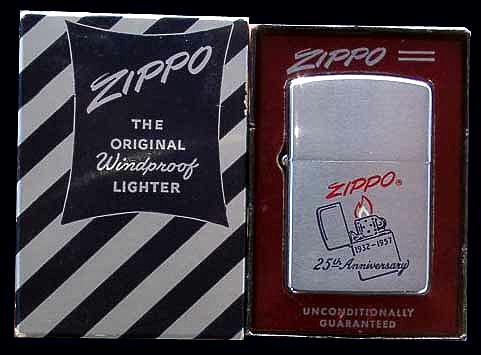 ZIPPO
THE
ORIGINAL
Windproof
LIGHTER
ZIPPO
ZIPPO®
1932-1957
25th Anniversary
UNCONDITIONALLY
GUARANTEED